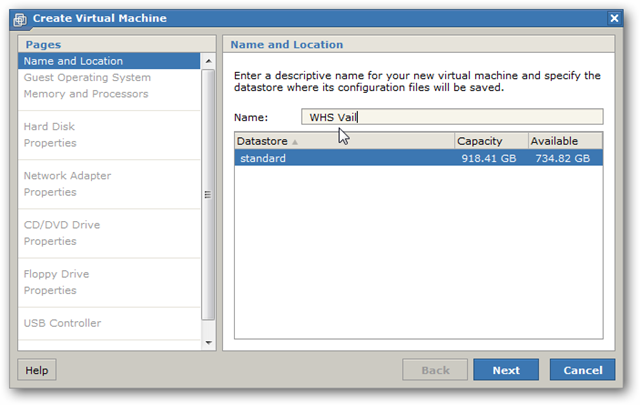 Create Virtual Machine
Pages
Name and Location
Guest Operating System
Memory and Processors
Hard Disk
Properties
Network Adapter
Properties
CD/DVD Drive
Properties
Floppy Drive
Properties
USB Controller
Name and Location
Enter a descriptive name for your new virtual machine and specify the
datastore where its configuration files will be saved.
Name: WHS Vail
Datastore Capacity Available
standard 918.41 GB 734.82 GB
Help Back Next Cancel